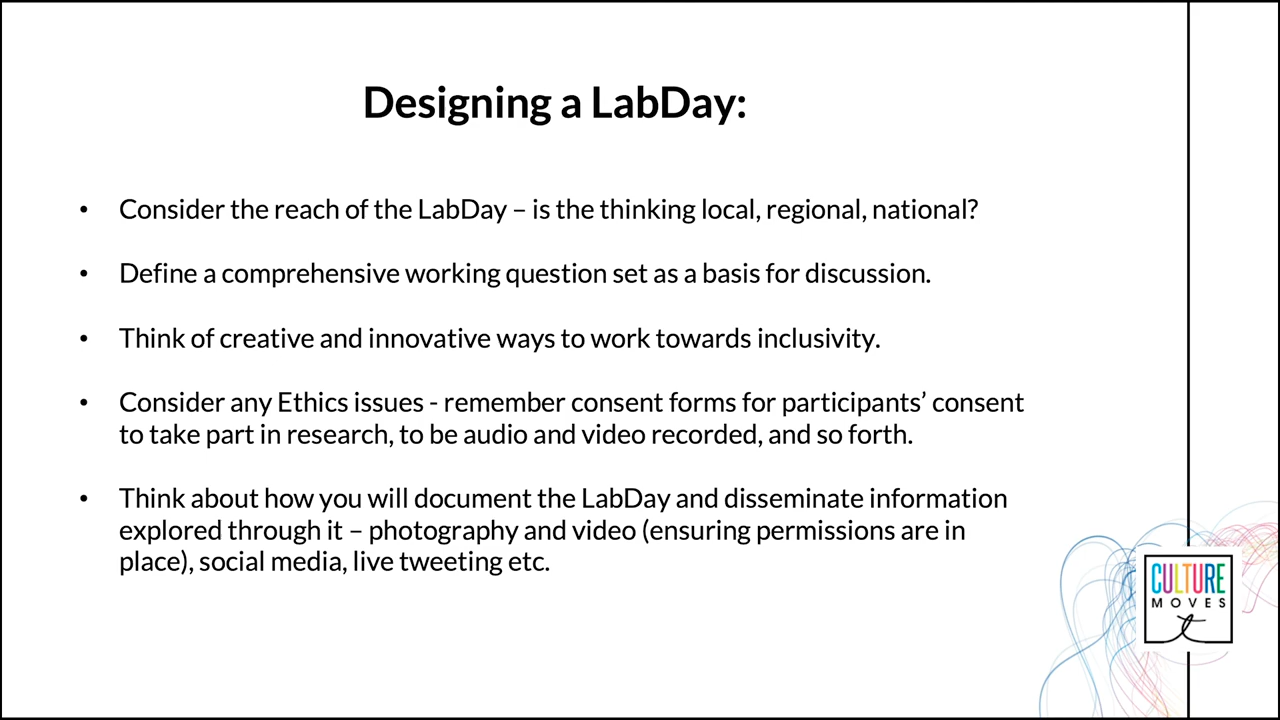 Designing a LabDay:
• Consider the reach of the LabDay – is the thinking local, regional, national?
• Define a comprehensive working question set as a basis for discussion.
• Think of creative and innovative ways to work towards inclusivity.
• Consider any Ethics issues - remember consent forms for participants’ consent
to take part in research, to be audio and video recorded, and so forth.
• Think about how you will document the LabDay and disseminate information
explored through it – photography and video (ensuring permissions are in
place), social media, live tweeting etc.
CULTURE
MOVES